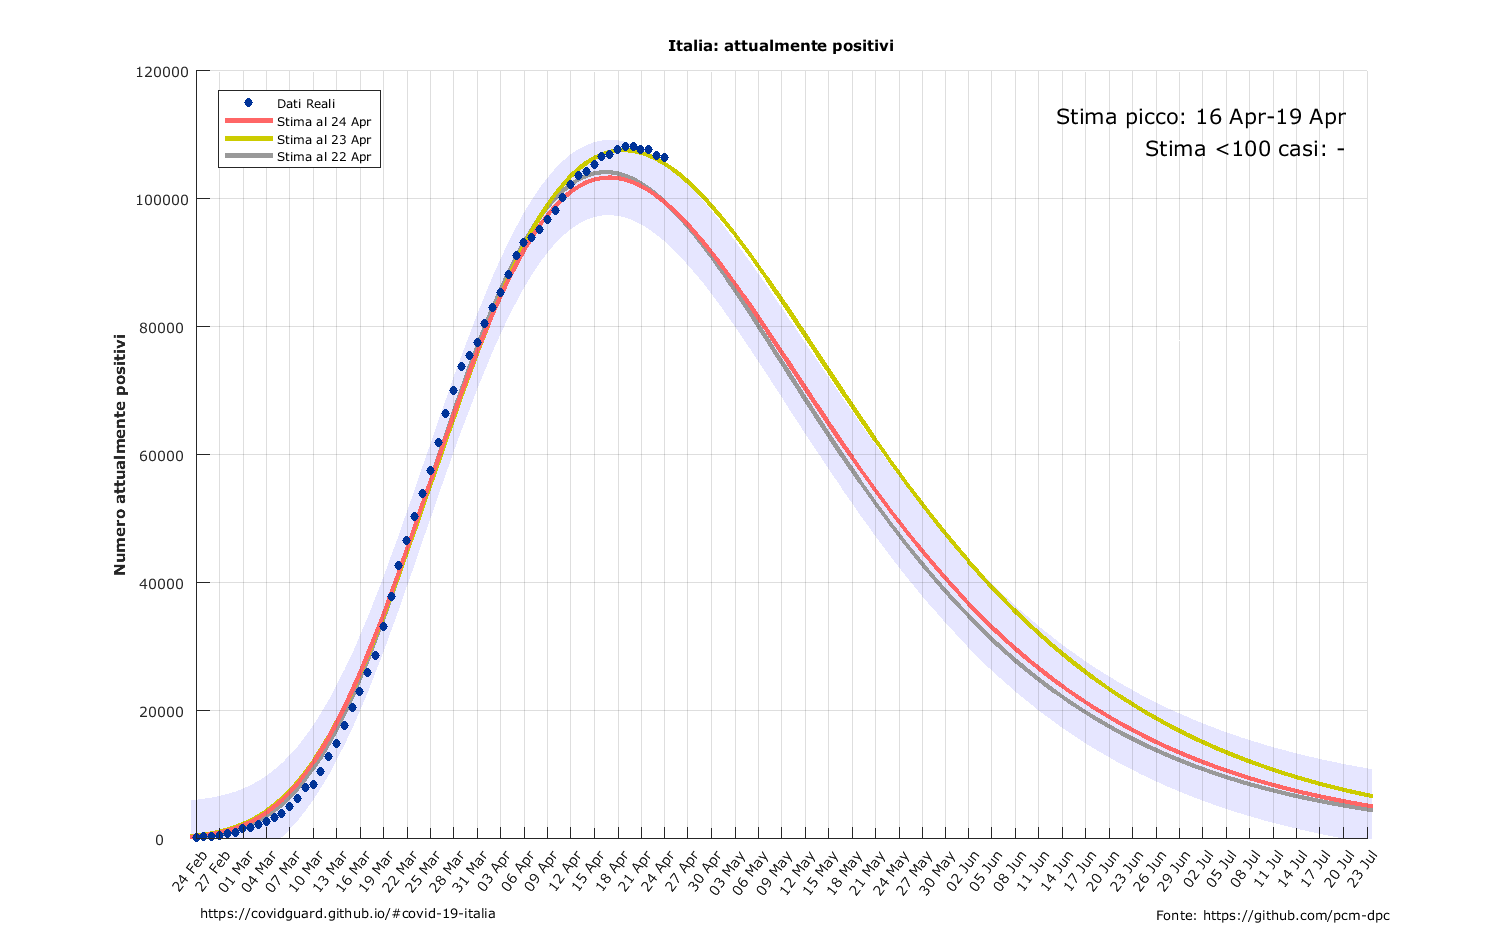 Italia: attualmente positivi
120000
100000
80000
60000
40000
20000
0
Numero attualmente positivi
Dati Reali
Stima al 24 Apr
Stima al 23 Apr
Stima al 22 Apr
Stima picco: 16 Apr-19 Apr
Stima <100 casi: -
24 Feb
27 Feb
01 Mar
04 Mar
07 Mar
10 Mar
13 Mar
16 Mar
19 Mar
22 Mar
25 Mar
28 Mar
31 Mar
03 Apr
06 Apr
09 Apr
12 Apr
15 Apr
18 Apr
21 Apr
24 Apr
27 Apr
30 Apr
03 May
06 May
09 May
12 May
15 May
18 May
21 May
24 May
27 May
30 May
02 Jun
05 Jun
08 Jun
11 Jun
14 Jun
17 Jun
20 Jun
23 Jun
26 Jun
29 Jun
02 Jul
05 Jul
08 Jul
11 Jul
14 Jul
17 Jul
20 Jul
23 Jul
https://covidguard.github.io/#covid-19-italia
Fonte: https://github.com/pcm-dpc